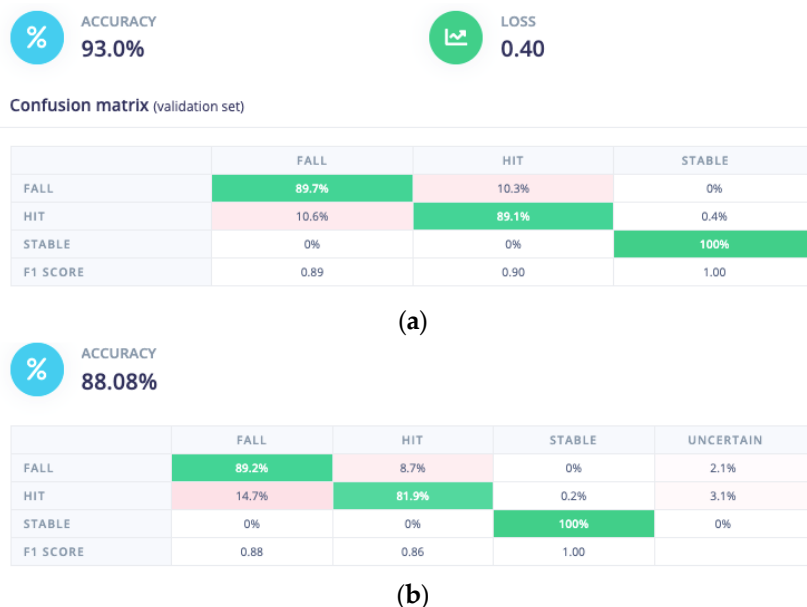 ACCURACY
93.0%
LOSS
0.40
Confusion matrix (validation set)
FALL HIT STABLE
FALL 89.7% 10.3% 0%
HIT 10.6% 89.1% 0.4%
STABLE 0% 0% 100%
F1 SCORE 0.89 0.90 1.00
(a)
%
ACCURACY
88.08%
FALL HIT STABLE UNCERTAIN
FALL 89.2% 8.7% 0% 2.1%
HIT 14.7% 81.9% 0.2% 3.1%
STABLE 0% 0% 100% 0%
F1 SCORE 0.88 0.86 1.00
(b)